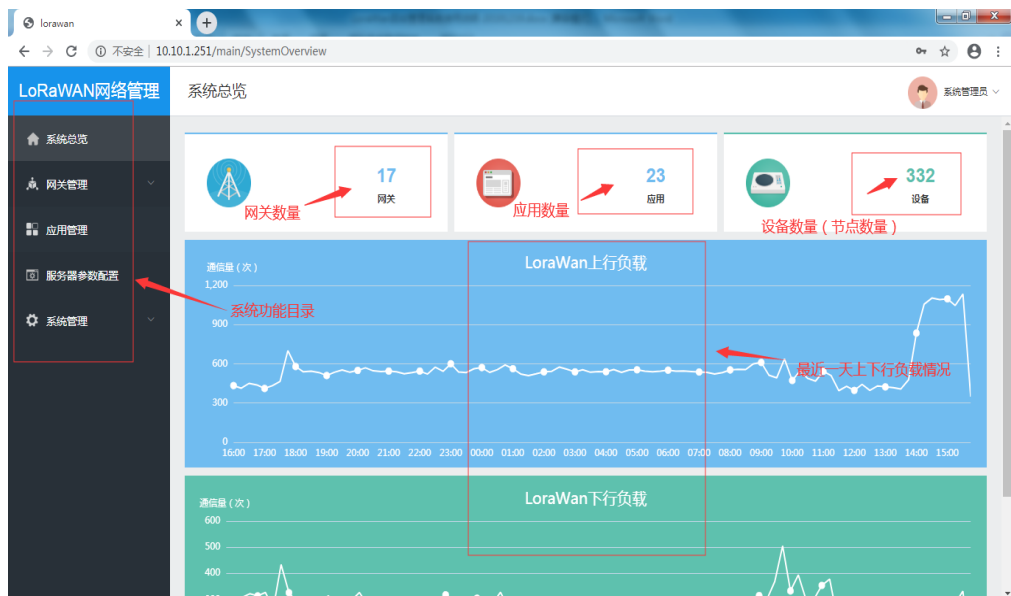 lorawan
不安全 | 10.10.1.251/main/SystemOverview
LoRaWAN网络管理
系统总览
系统管理员
系统总览
网关管理
应用管理
服务器参数配置
系统管理
系统功能目录
17
网关
网关数量
23
应用
应用数量
332
设备
设备数量（节点数量）
LoraWan上行负载
通信量（次）
1,200
900
600
300
0
16:00 17:00 18:00 19:00 20:00 21:00 22:00 23:00 00:00 01:00 02:00 03:00 04:00 05:00 06:00 07:00 08:00 09:00 10:00 11:00 12:00 13:00 14:00 15:00
最近一天上下行负载情况
LoraWan下行负载
通信量（次）
600
500
400